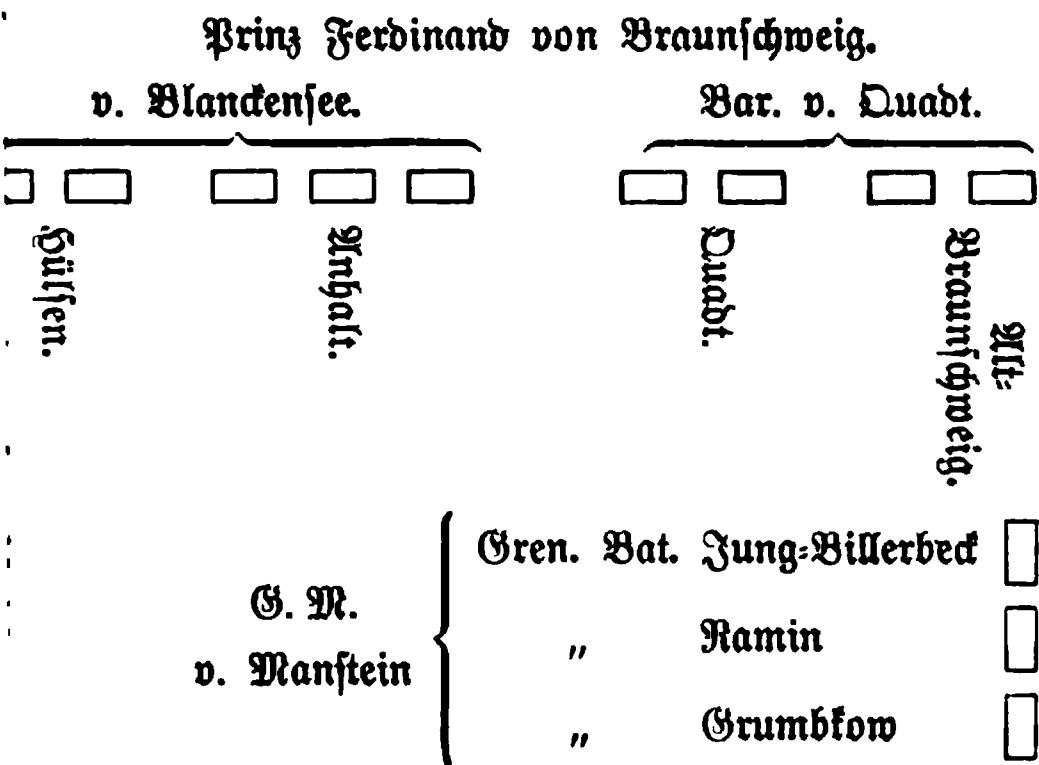 Prinz Ferdinand von Braunschweig.
v. Blanckensee.
Bar. v. Quadt.
Hülsen.
Anhalt.
Quadt.
Alt-
Braunschweig.
Gren. Bat. Jung-Billerbeck
G. M.
v. Manstein
" Ramin
" Grumbkow